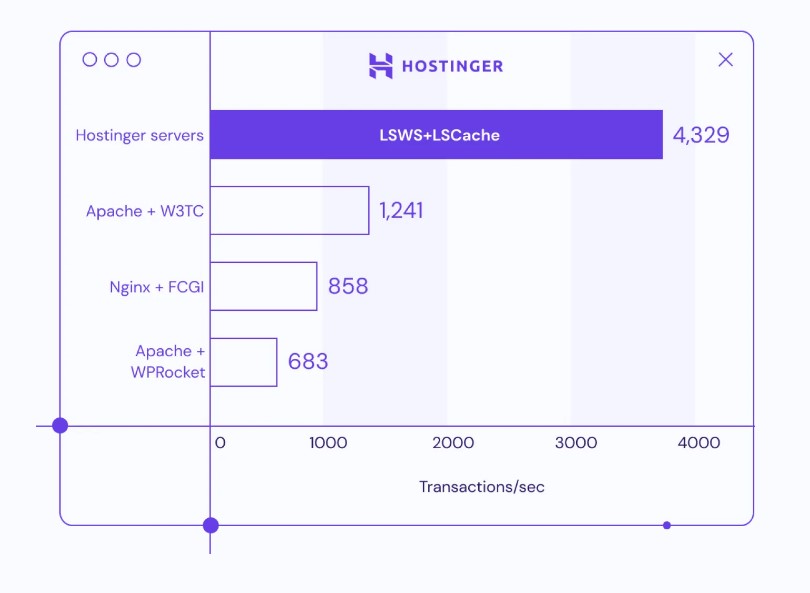 HOSTINGER
Hostinger servers
LSWS+LSCache
4,329
Apache + W3TC
1,241
Nginx + FCGI
858
Apache +
WPRocket
683
0 1000 2000 3000 4000
Transactions/sec